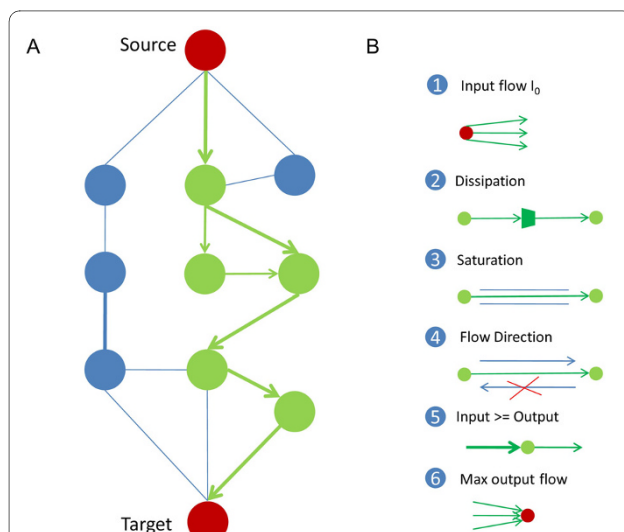 A
Source
Target
B
1 Input flow I0
2 Dissipation
3 Saturation
4 Flow Direction
5 Input >= Output
6 Max output flow